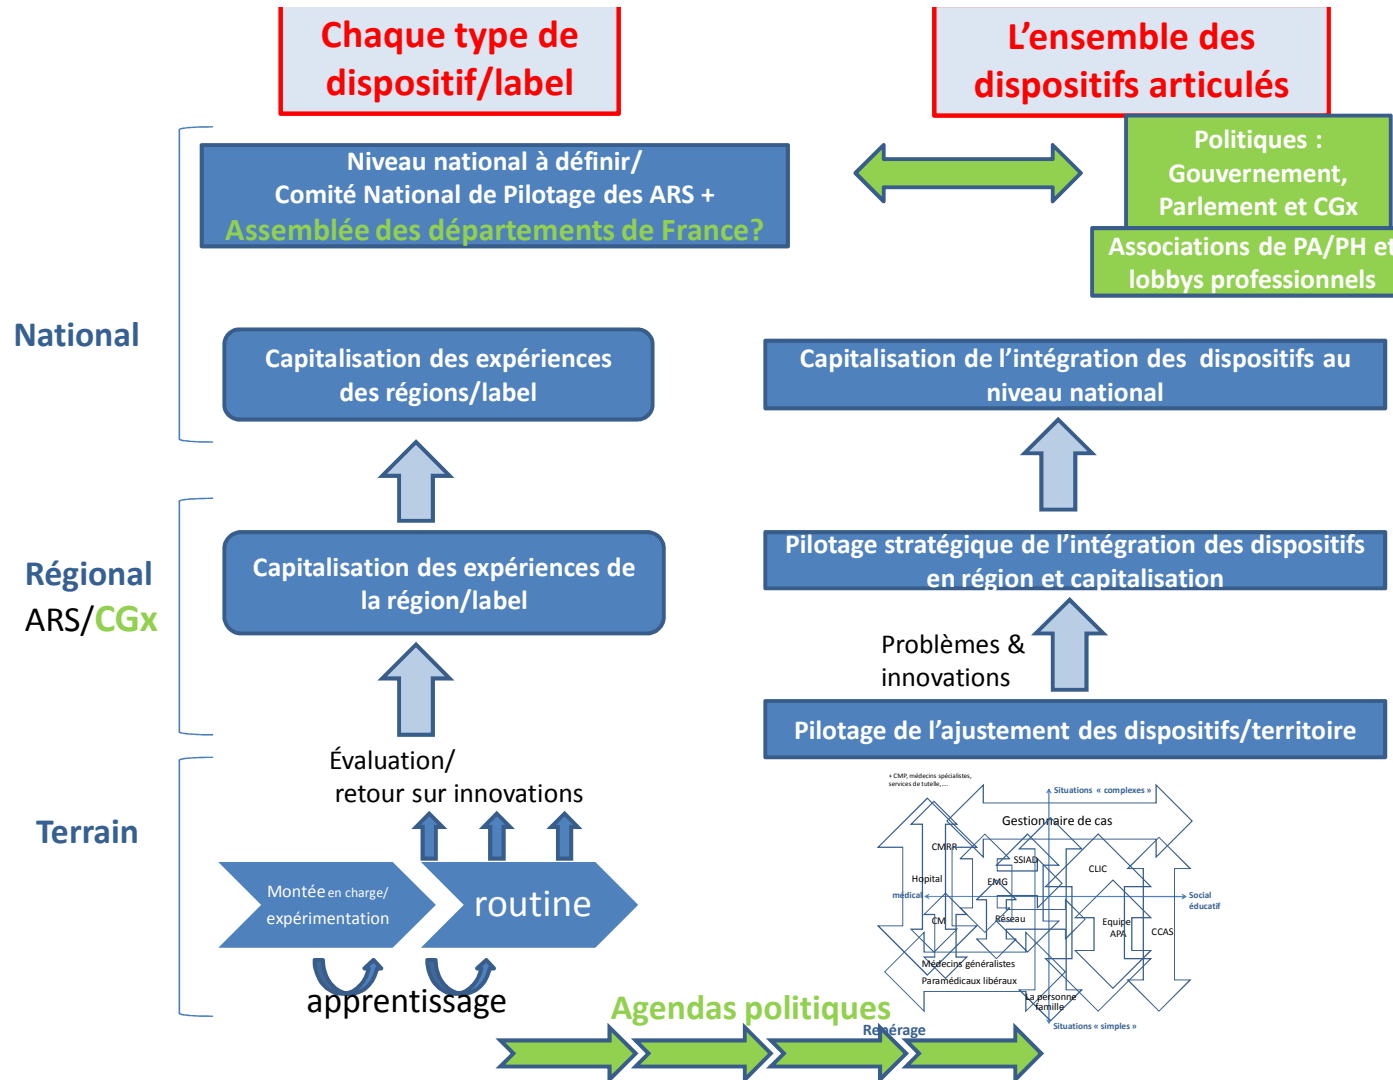 Chaque type de
dispositif/label
L’ensemble des
dispositifs articulés
Niveau national à définir/
Comité National de Pilotage des ARS +
Assemblée des départements de France?
Politiques :
Gouvernement,
Parlement et CGx
Associations de PA/PH et
lobbys professionnels
National
Capitalisation des expériences
des régions/label
Capitalisation de l’intégration des dispositifs au
niveau national
Régional
ARS/CGx
Capitalisation des expériences de
la région/label
Pilotage stratégique de l’intégration des dispositifs
en région et capitalisation
Problèmes &
innovations
Pilotage de l’ajustement des dispositifs/territoire
Terrain
Évaluation/
retour sur innovations
Montée en charge/
expérimentation
routine
apprentissage
+ CMP, médecins spécialistes,
services de tutelle,...
Situations « complexes »
Gestionnaire de cas
CMRR
SSIAD
CLIC
Hopital
EMG
médical
Social
éducatif
CM
Réseau
Equipe
APA
CCAS
Médecins généralistes
Paramédicaux libéraux
La personne
famille
Situations « simples »
Repérage
Agendas politiques